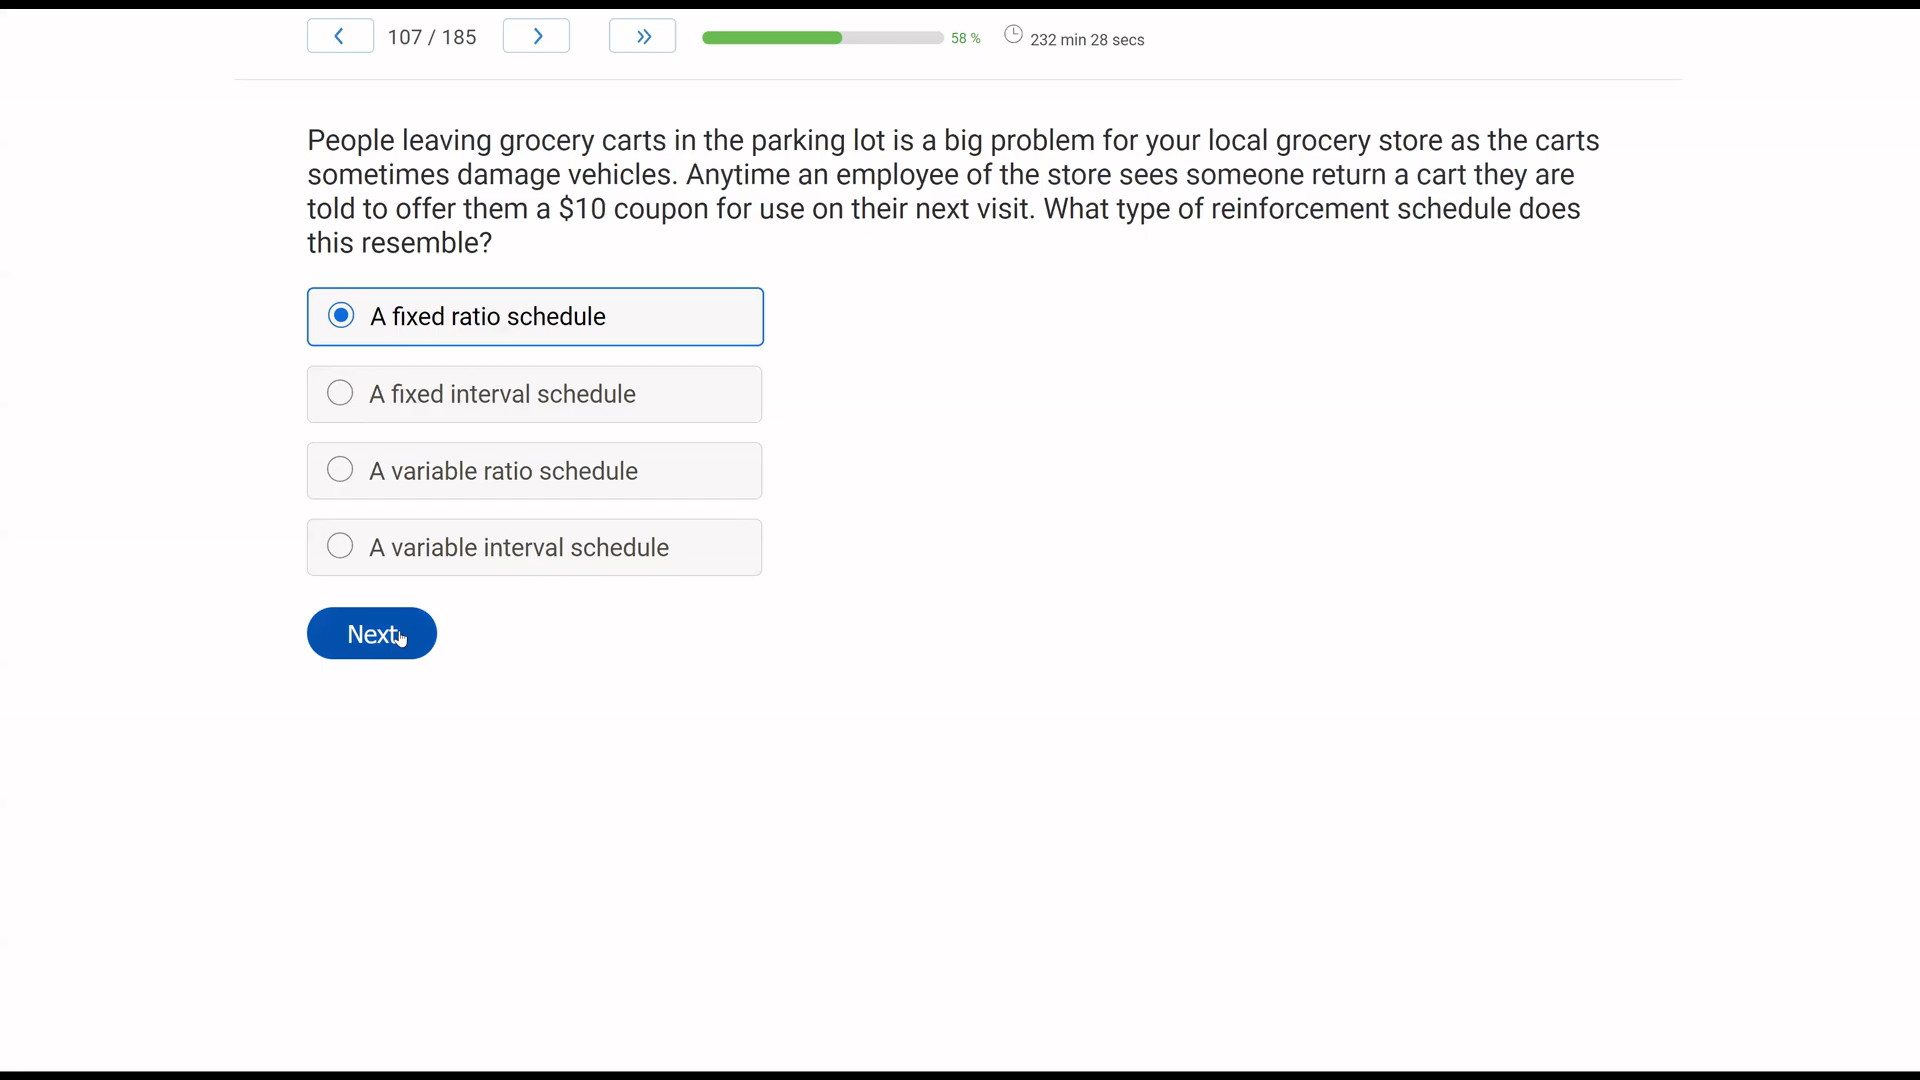 107 / 185
58 %
232 min 28 secs
People leaving grocery carts in the parking lot is a big problem for your local grocery store as the carts
sometimes damage vehicles. Anytime an employee of the store sees someone return a cart they are
told to offer them a $10 coupon for use on their next visit. What type of reinforcement schedule does
this resemble?
A fixed ratio schedule
A fixed interval schedule
A variable ratio schedule
A variable interval schedule
Next